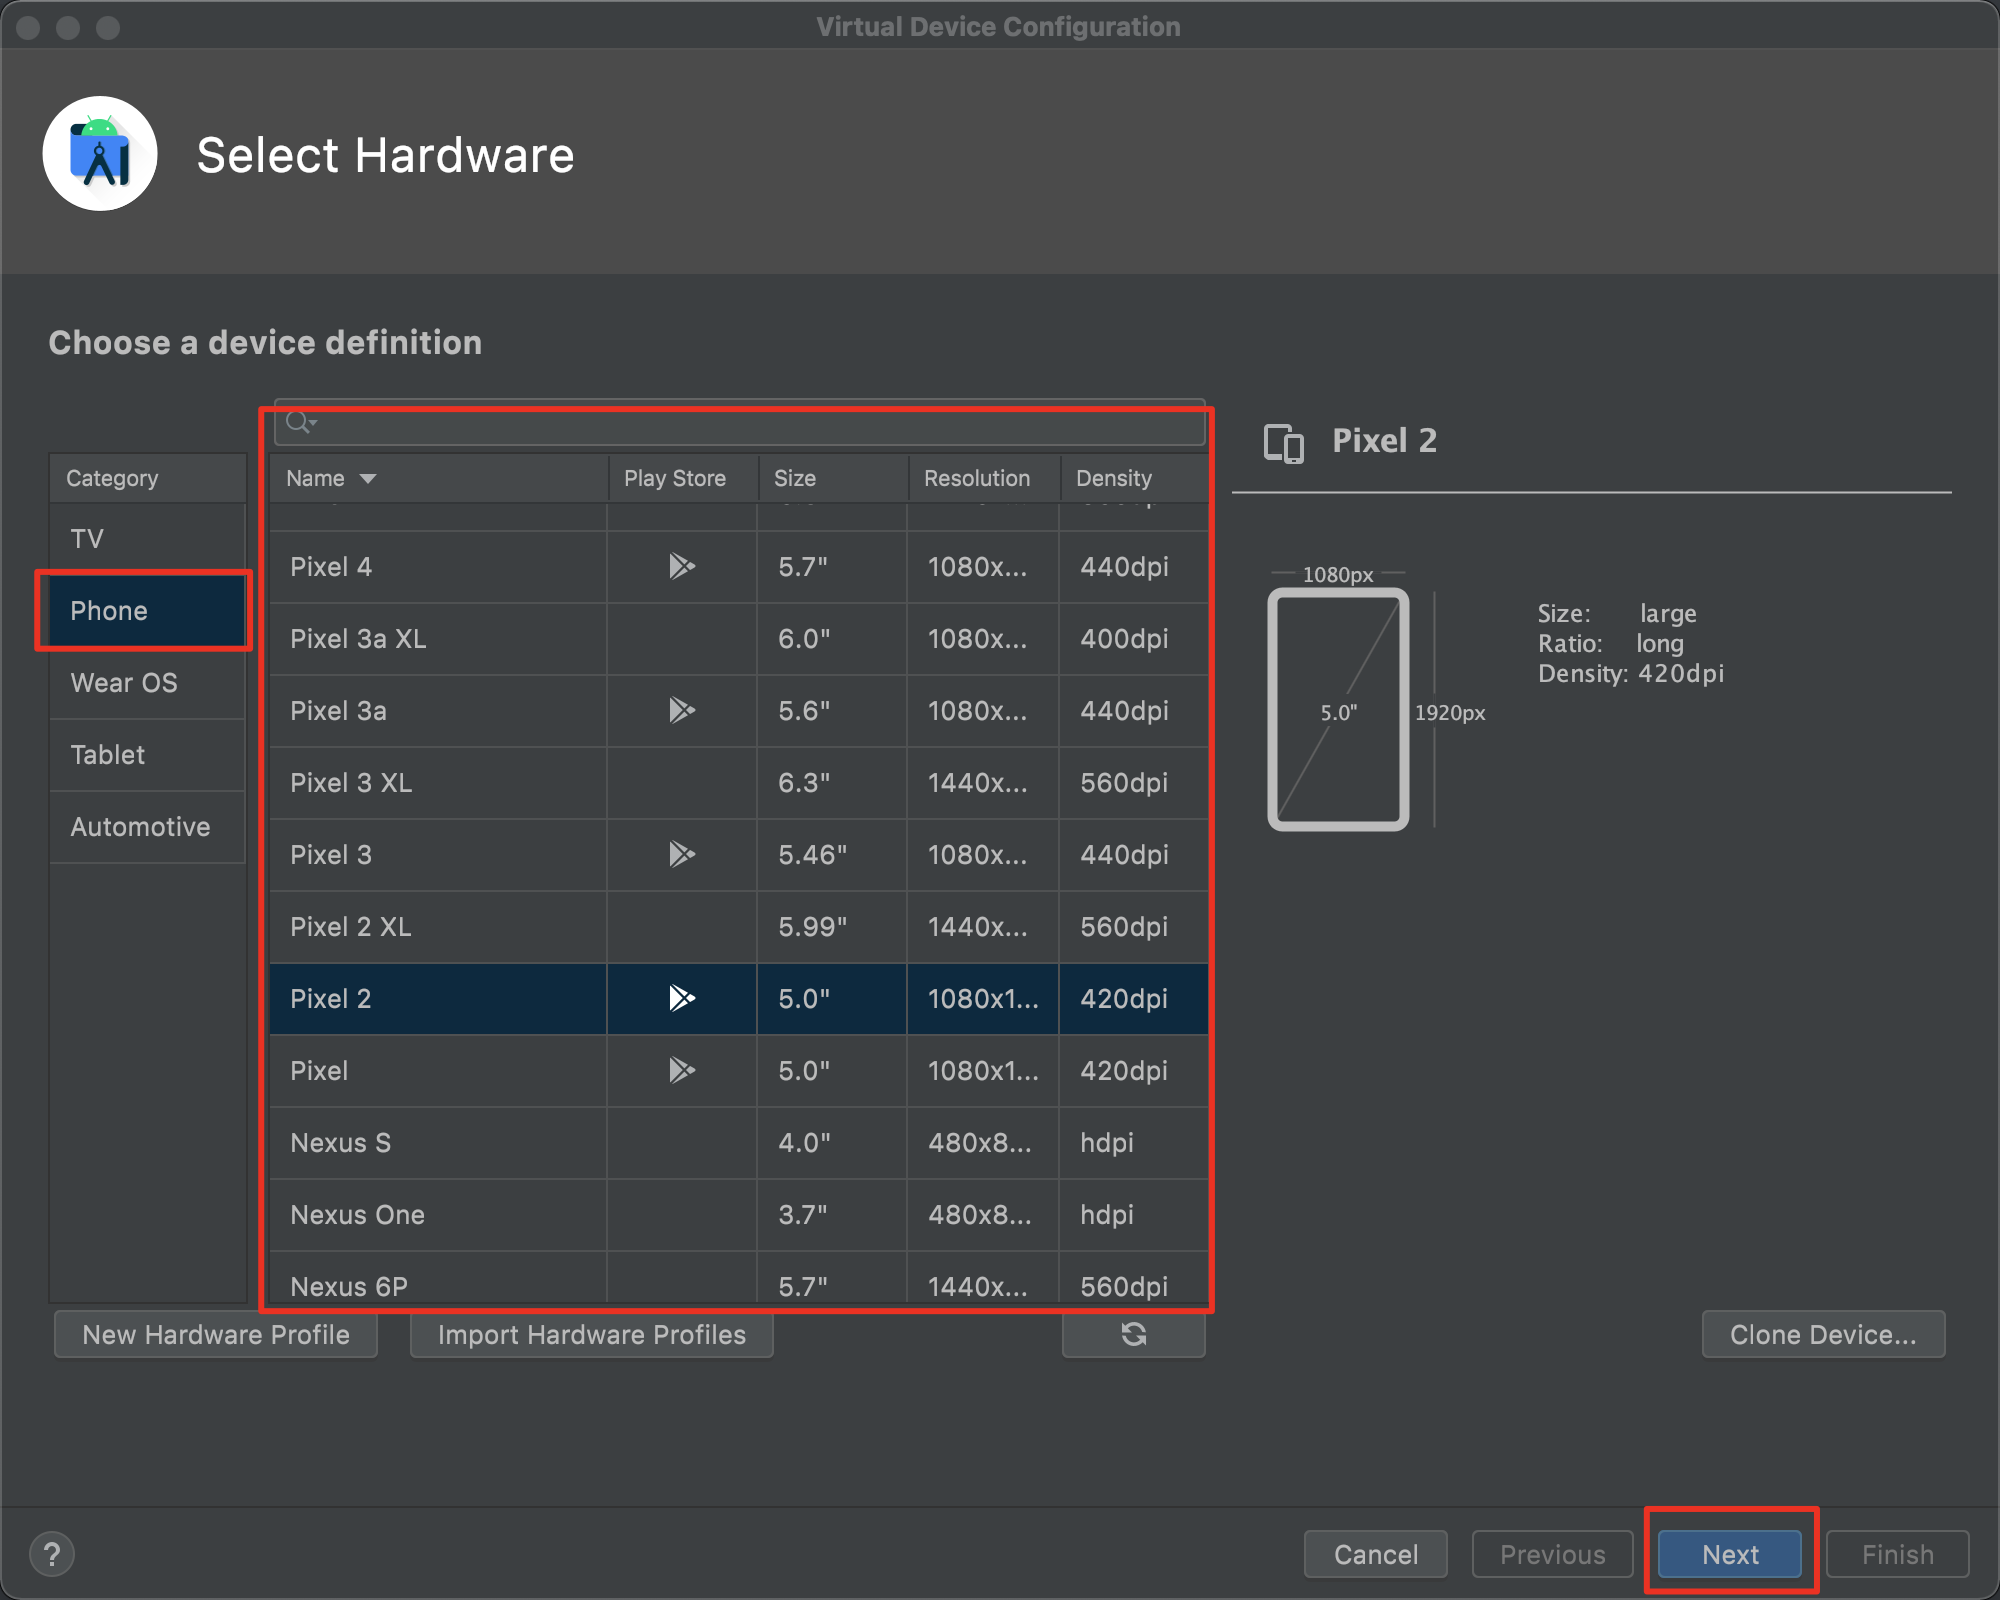 Virtual Device Configuration
Select Hardware
Choose a device definition
Category
TV
Phone
Wear OS
Tablet
Automotive
Name Play Store Size Resolution Density
Pixel 4 5.7" 1080x... 440dpi
Pixel 3a XL 6.0" 1080x... 400dpi
Pixel 3a 5.6" 1080x... 440dpi
Pixel 3 XL 6.3" 1440x... 560dpi
Pixel 3 5.46" 1080x... 440dpi
Pixel 2 XL 5.99" 1440x... 560dpi
Pixel 2 5.0" 1080x1... 420dpi
Pixel 5.0" 1080x1... 420dpi
Nexus S 4.0" 480x8... hdpi
Nexus One 3.7" 480x8... hdpi
Nexus 6P 5.7" 1440x... 560dpi
Pixel 2
1080px
5.0"
1920px
Size: large
Ratio: long
Density: 420dpi
New Hardware Profile Import Hardware Profiles Clone Device...
? Cancel Previous Next Finish